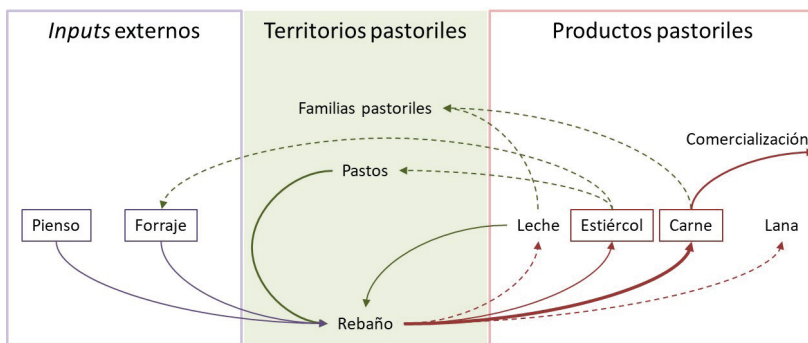 Inputs externos
Territorios pastoriles
Productos pastoriles
Familias pastoriles
Comercialización
Pastos
Pienso
Forraje
Leche
Estiércol
Carne
Lana
Rebaño